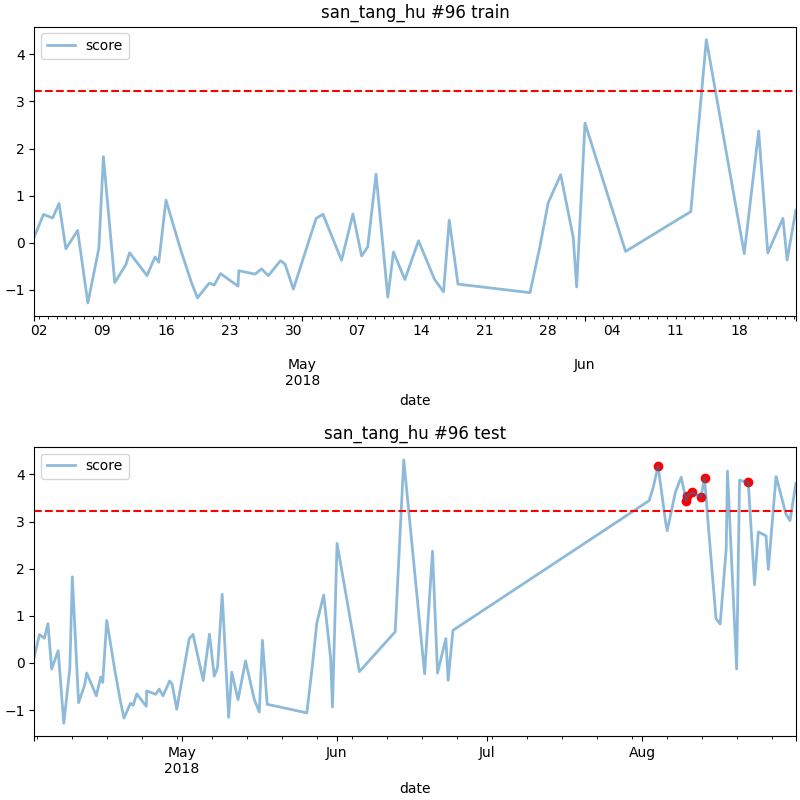 san_tang_hu #96 train
score
4
3
2
1
0
−1
02 09 16 23 30 07 14 21 28 04 11 18
May Jun
2018
date
san_tang_hu #96 test
score
4
3
2
1
0
−1
May Jun Jul Aug
2018
date